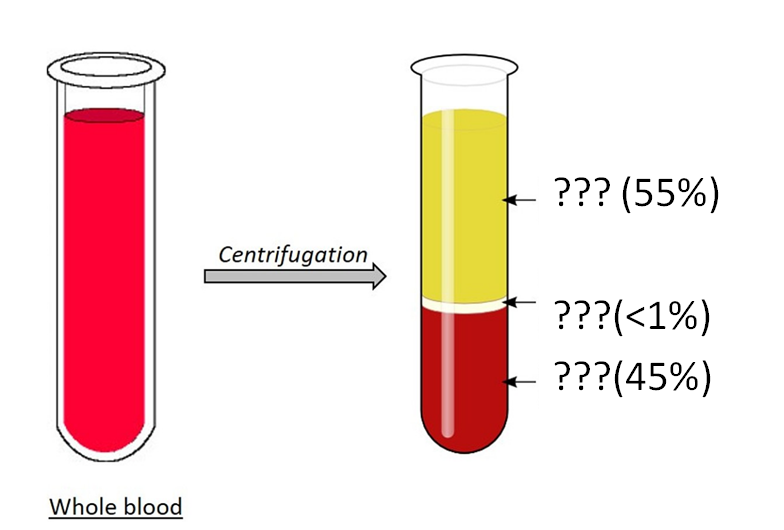 Centrifugation
??? (55%)
???(<1%)
???(45%)
Whole blood